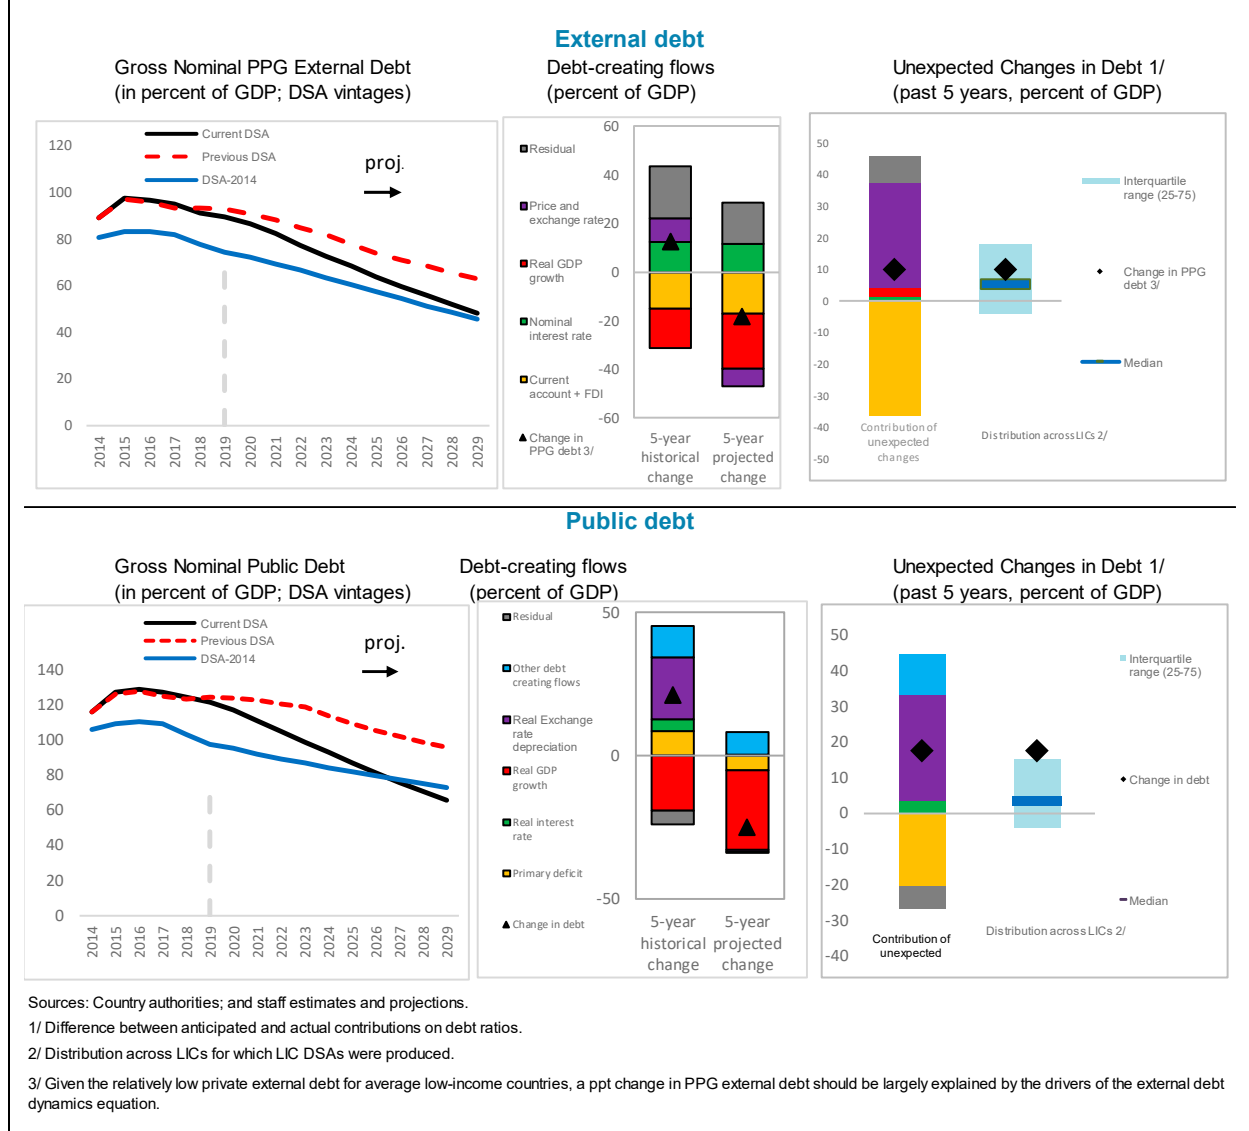 External debt
Gross Nominal PPG External Debt
(in percent of GDP; DSA vintages)
Debt-creating flows
(percent of GDP)
Unexpected Changes in Debt 1/
(past 5 years, percent of GDP)
Current DSA
Previous DSA
DSA-2014
proj.
120
100
80
60
40
20
0
2014
2015
2016
2017
2018
2019
2020
2021
2022
2023
2024
2025
2026
2027
2028
2029
Residual
Price and
exchange rate
Real GDP
growth
Nominal
interest rate
Current
account + FDI
Change in
PPG debt 3/
60
40
20
0
-20
-40
-60
5-year
historical
change
5-year
projected
change
50
40
30
20
10
0
-10
-20
-30
-40
-50
Contribution of
unexpected
changes
Distribution across LICs 2/
Interquartile
range (25-75)
Change in PPG
debt 3/
Median
Public debt
Gross Nominal Public Debt
(in percent of GDP; DSA vintages)
Debt-creating flows
(percent of GDP)
Unexpected Changes in Debt 1/
(past 5 years, percent of GDP)
Current DSA
Previous DSA
DSA-2014
proj.
140
120
100
80
60
40
20
0
2014
2015
2016
2017
2018
2019
2020
2021
2022
2023
2024
2025
2026
2027
2028
2029
Residual
Other debt
creating flows
Real Exchange
rate
depreciation
Real GDP
growth
Real interest
rate
Primary deficit
Change in debt
50
0
-50
5-year
historical
change
5-year
projected
change
50
40
30
20
10
0
-10
-20
-30
-40
Contribution of
unexpected
Distribution across LICs 2/
Interquartile
range (25-75)
Change in debt
Median
Sources: Country authorities; and staff estimates and projections.
1/ Difference between anticipated and actual contributions on debt ratios.
2/ Distribution across LICs for which LIC DSAs were produced.
3/ Given the relatively low private external debt for average low-income countries, a ppt change in PPG external debt should be largely explained by the drivers of the external debt
dynamics equation.